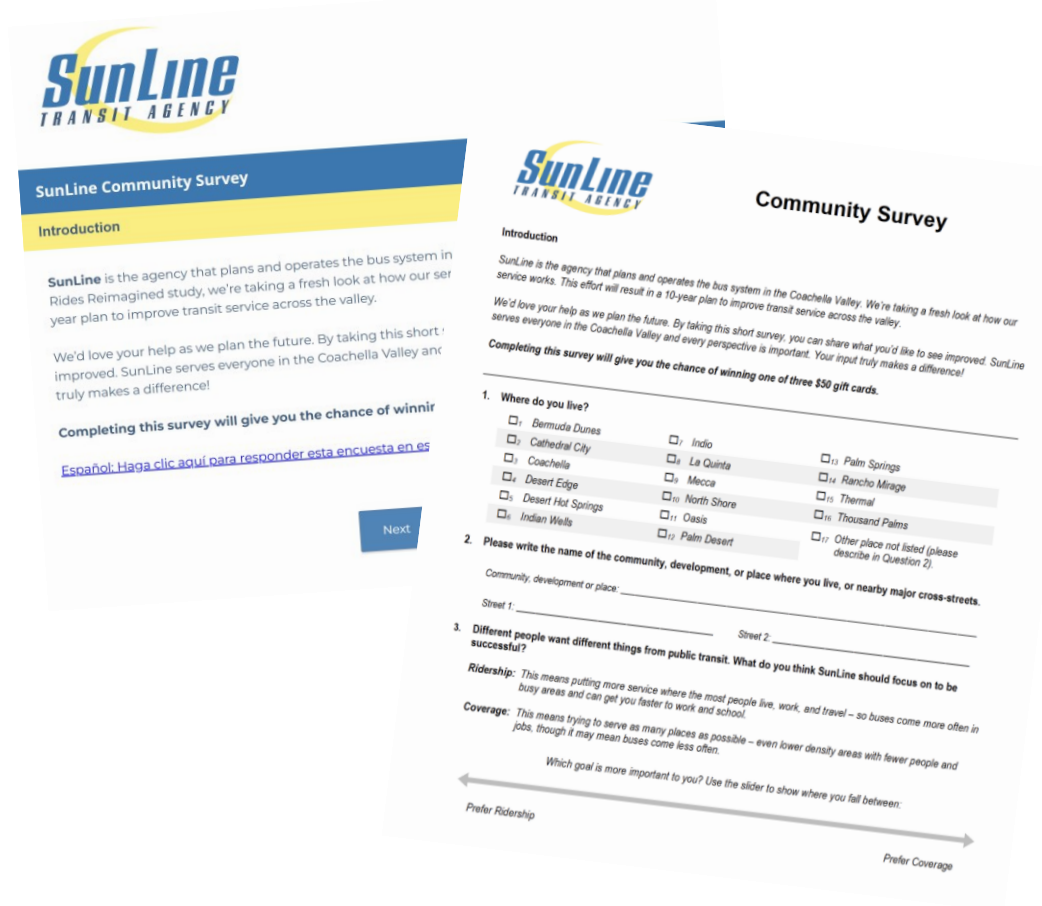 SunLine
TRANSIT AGENCY
SunLine Community Survey
Introduction
SunLine is the agency that plans and operates the bus system in
Rides Reimagined study, we're taking a fresh look at how our ser
year plan to improve transit service across the valley.
We'd love your help as we plan the future. By taking this short
improved. SunLine serves everyone in the Coachella Valley and
truly makes a difference!
Completing this survey will give you the chance of winnin
Español: Haga clic aquí para responder esta encuesta en es
Next
SunLine
TRANSIT AGENCY
Community Survey
Introduction
SunLine is the agency that plans and operates the bus system in the Coachella Valley. We're taking a fresh look at how our
service works. This effort will result in a 10-year plan to improve transit service across the valley.
We'd love your help as we plan the future. By taking this short survey, you can share what you'd like to see improved. SunLine
serves everyone in the Coachella Valley and every perspective is important. Your input truly makes a difference!
Completing this survey will give you the chance of winning one of three $50 gift cards.
1. Where do you live?
☐1 Bermuda Dunes
☐2 Cathedral City
☐3 Coachella
☐4 Desert Edge
☐5 Desert Hot Springs
☐6 Indian Wells
☐7 Indio
☐8 La Quinta
☐9 Mecca
☐10 North Shore
☐11 Oasis
☐12 Palm Desert
☐13 Palm Springs
☐14 Rancho Mirage
☐15 Thermal
☐16 Thousand Palms
☐17 Other place not listed (please
describe in Question 2).
2. Please write the name of the community, development, or place where you live, or nearby major cross-streets.
Community, development or place:
Street 1: Street 2:
3. Different people want different things from public transit. What do you think SunLine should focus on to be
successful?
Ridership: This means putting more service where the most people live, work, and travel – so buses come more often in
busy areas and can get you faster to work and school.
Coverage: This means trying to serve as many places as possible – even lower density areas with fewer people and
jobs, though it may mean buses come less often.
Which goal is more important to you? Use the slider to show where you fall between:
Prefer Ridership
Prefer Coverage